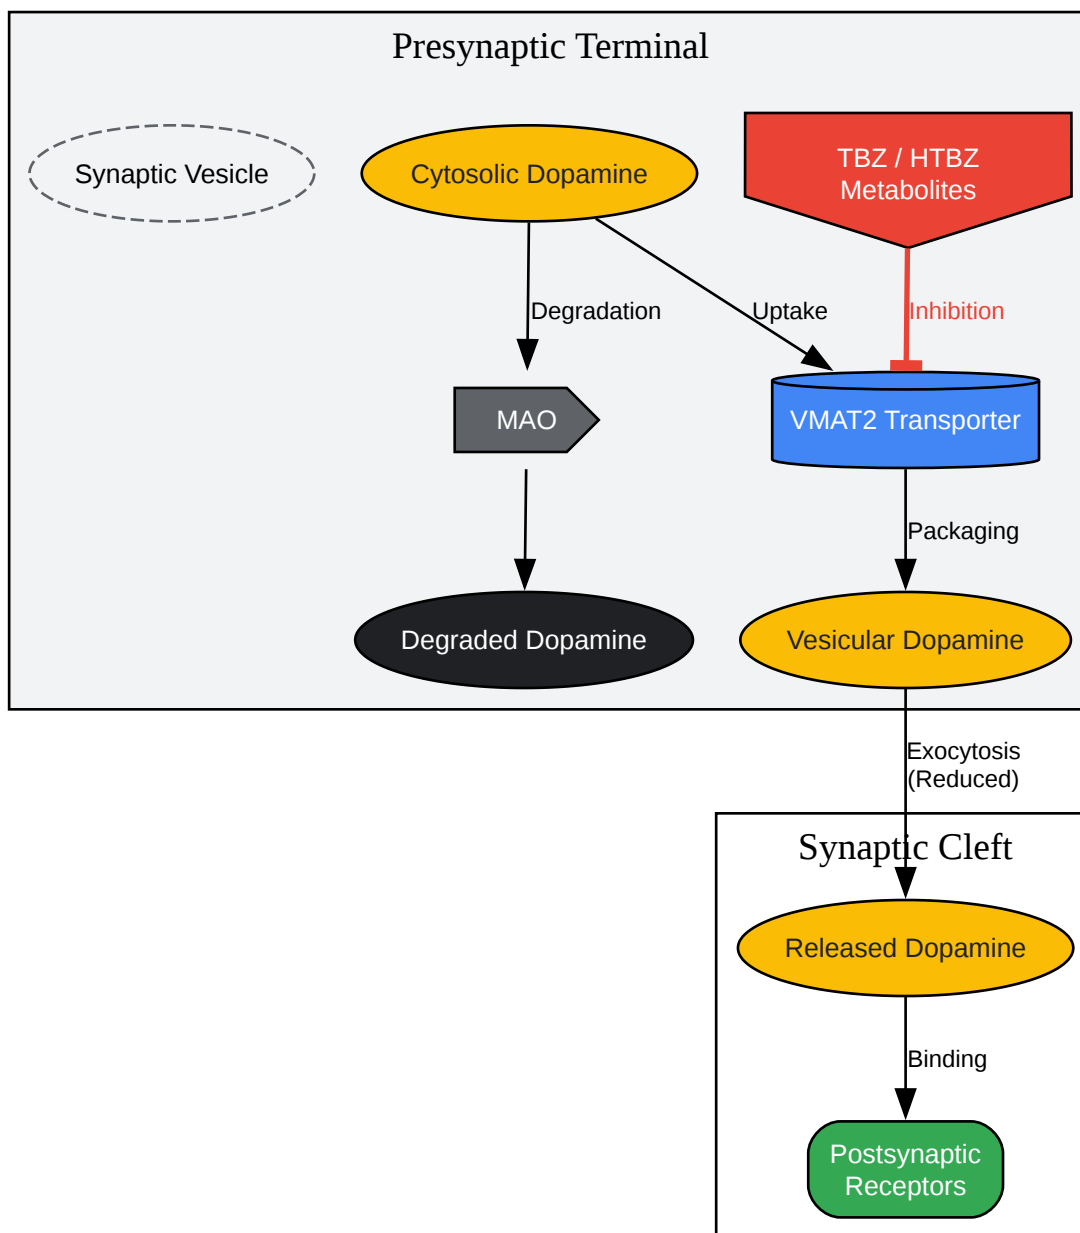 Presynaptic Terminal
Synaptic Vesicle
Cytosolic Dopamine
TBZ / HTBZ
Metabolites
Degradation
Uptake
Inhibition
MAO
VMAT2 Transporter
Packaging
Degraded Dopamine
Vesicular Dopamine
Exocytosis
(Reduced)
Synaptic Cleft
Released Dopamine
Binding
Postsynaptic
Receptors